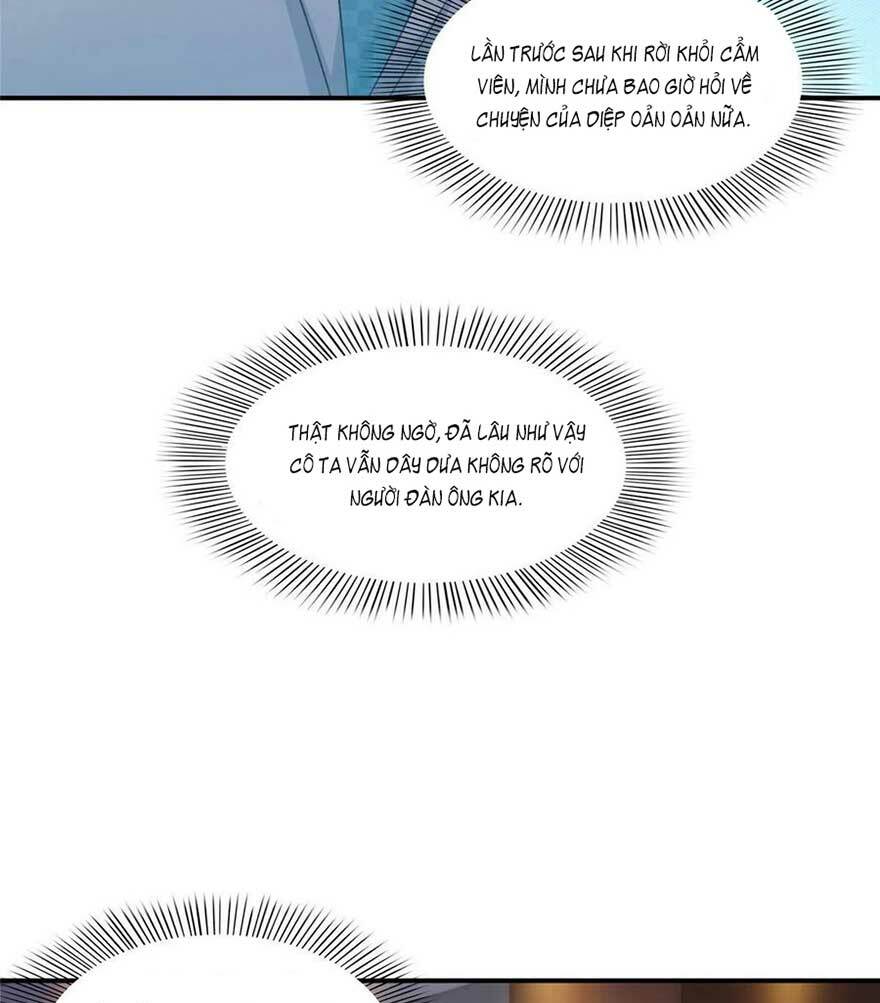 LẦN TRƯỚC SAU KHI RỜI KHỎI CẨM
VIÊN, MÌNH CHƯA BAO GIỜ HỎI VỀ
CHUYỆN CỦA DIỆP OẢN OẢN NỮA.
THẬT KHÔNG NGỜ, ĐÃ LÂU NHƯ VẬY
CÔ TA VẪN DÂY DƯA KHÔNG RÕ VỚI
NGƯỜI ĐÀN ÔNG KIA.